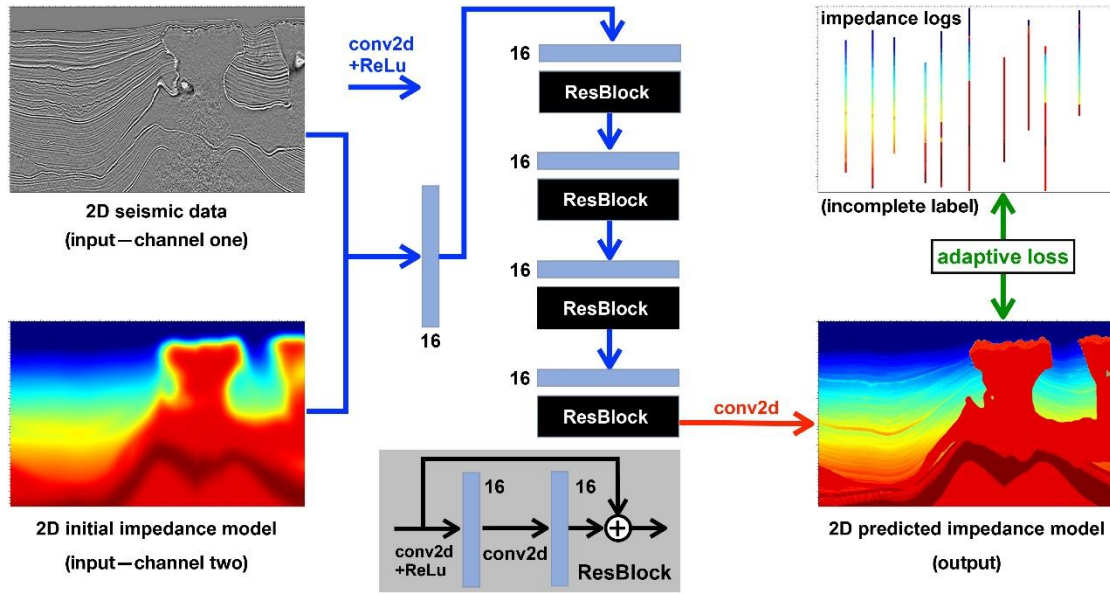 2D seismic data
(input—channel one)
2D initial impedance model
(input—channel two)
conv2d
+ReLu
16
16
ResBlock
16
ResBlock
16
ResBlock
16
ResBlock
conv2d
16
16
conv2d
+ReLU
conv2d
ResBlock
impedance logs
(incomplete label)
adaptive loss
2D predicted impedance model
(output)